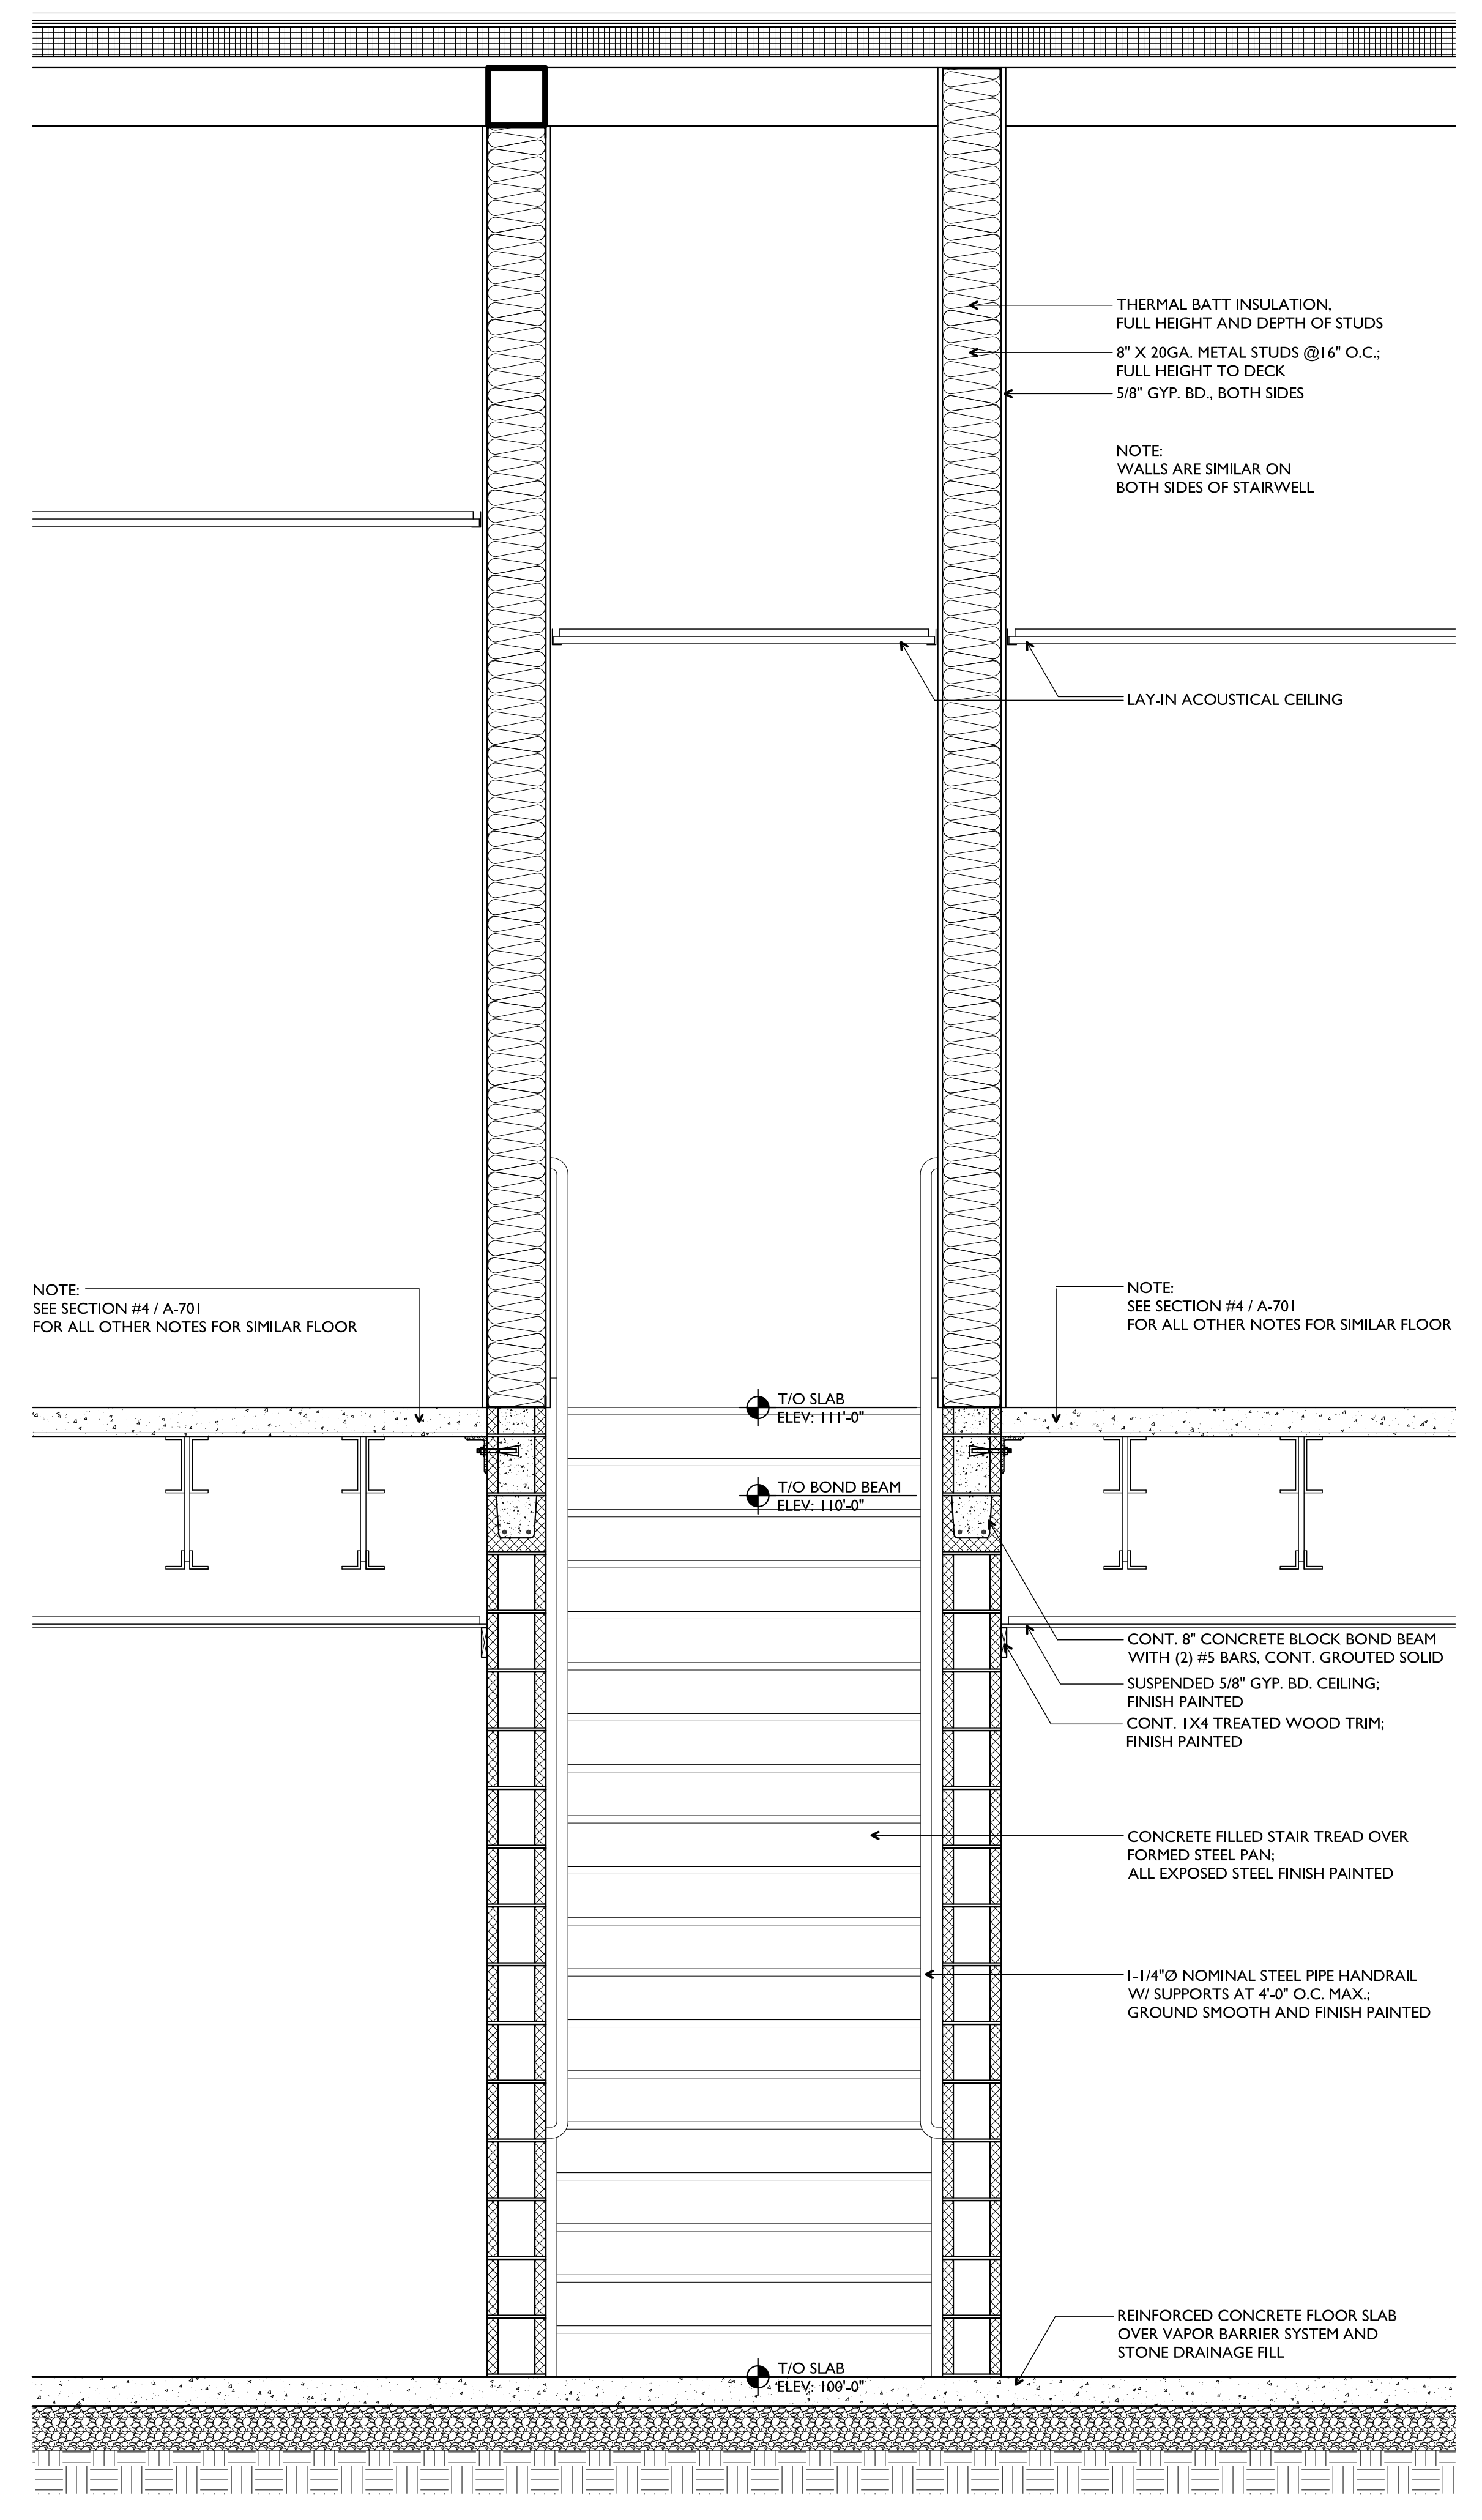 THERMAL BATT INSULATION,
FULL HEIGHT AND DEPTH OF STUDS
8" X 20GA. METAL STUDS @16" O.C.;
FULL HEIGHT TO DECK
5/8" GYP. BD., BOTH SIDES
NOTE:
WALLS ARE SIMILAR ON
BOTH SIDES OF STAIRWELL
LAY-IN ACOUSTICAL CEILING
NOTE:
SEE SECTION #4 / A-701
FOR ALL OTHER NOTES FOR SIMILAR FLOOR
NOTE:
SEE SECTION #4 / A-701
FOR ALL OTHER NOTES FOR SIMILAR FLOOR
T/O SLAB
ELEV: 111'-0"
T/O BOND BEAM
ELEV: 110'-0"
CONT. 8" CONCRETE BLOCK BOND BEAM
WITH (2) #5 BARS, CONT. GROUTED SOLID
SUSPENDED 5/8" GYP. BD. CEILING;
FINISH PAINTED
CONT. 1X4 TREATED WOOD TRIM;
FINISH PAINTED
CONCRETE FILLED STAIR TREAD OVER
FORMED STEEL PAN;
ALL EXPOSED STEEL FINISH PAINTED
1-1/4"Ø NOMINAL STEEL PIPE HANDRAIL
W/ SUPPORTS AT 4'-0" O.C. MAX.;
GROUND SMOOTH AND FINISH PAINTED
REINFORCED CONCRETE FLOOR SLAB
OVER VAPOR BARRIER SYSTEM AND
STONE DRAINAGE FILL
T/O SLAB
ELEV: 100'-0"